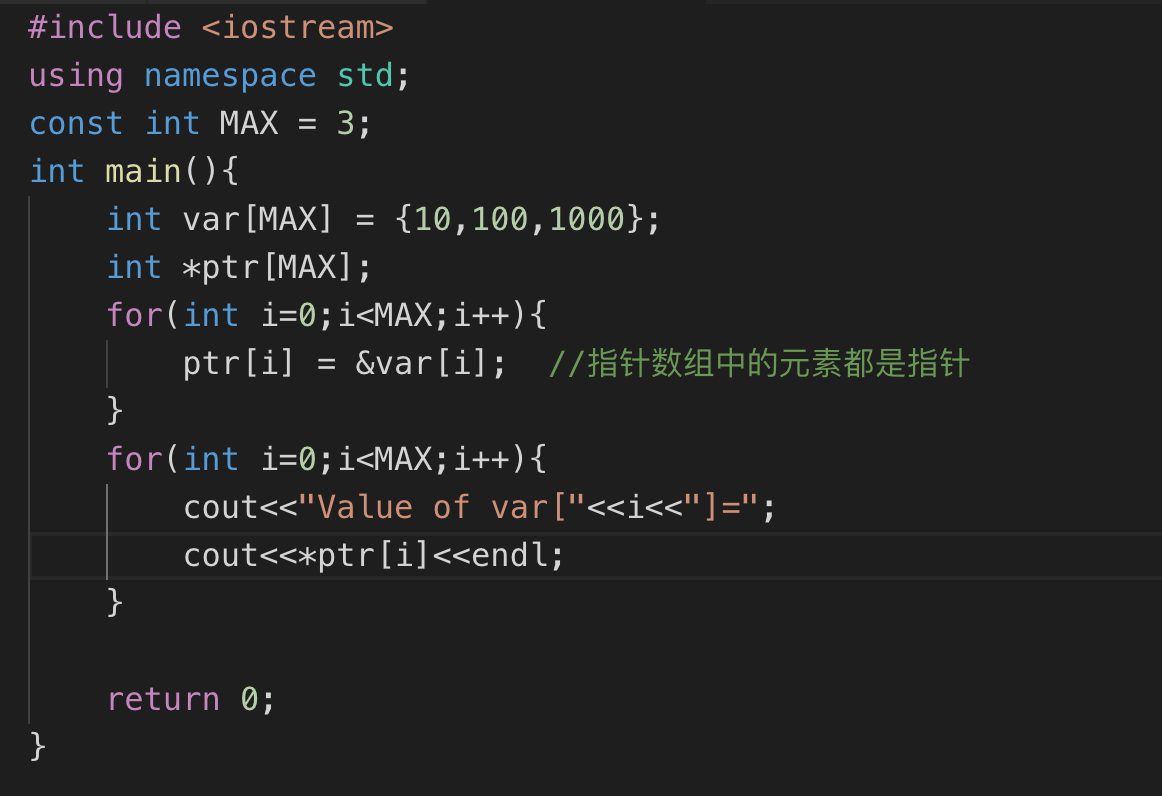 #include <iostream>
using namespace std;
const int MAX = 3;
int main(){
    int var[MAX] = {10,100,1000};
    int *ptr[MAX];
    for(int i=0;i<MAX;i++){
        ptr[i] = &var[i];  //指针数组中的元素都是指针
    }
    for(int i=0;i<MAX;i++){
        cout<<"Value of var["<<i<<"]=";
        cout<<*ptr[i]<<endl;
    }

    return 0;
}